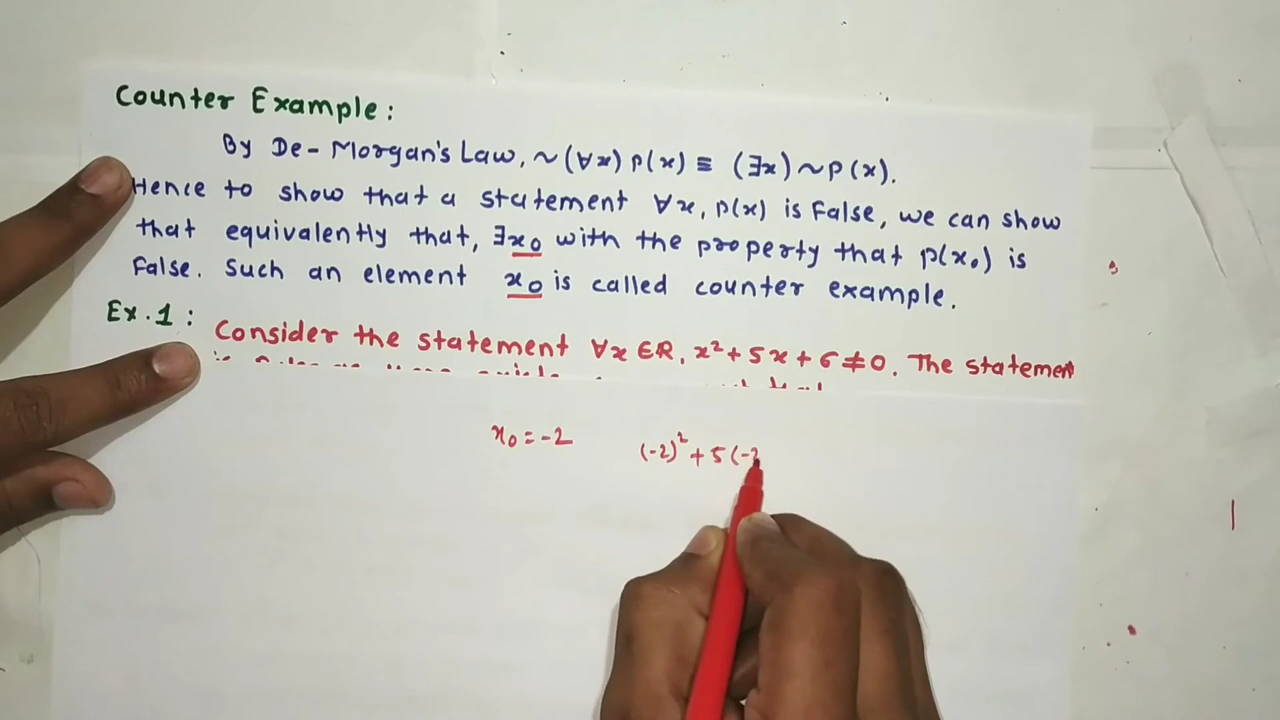 Counter Example:
By De-Morgan's Law, ~(∀x) p(x) ≡ (∃x) ~p(x).
Hence to show that a statement ∀x, p(x) is False, we can show
that equivalently that, ∃x₀ with the property that p(x₀) is
False. Such an element x₀ is called counter example.
Ex.1: Consider the statement ∀x ∈ R, x² + 5x + 6 ≠ 0. The statement
x₀ = -2 (-2)² + 5(-2